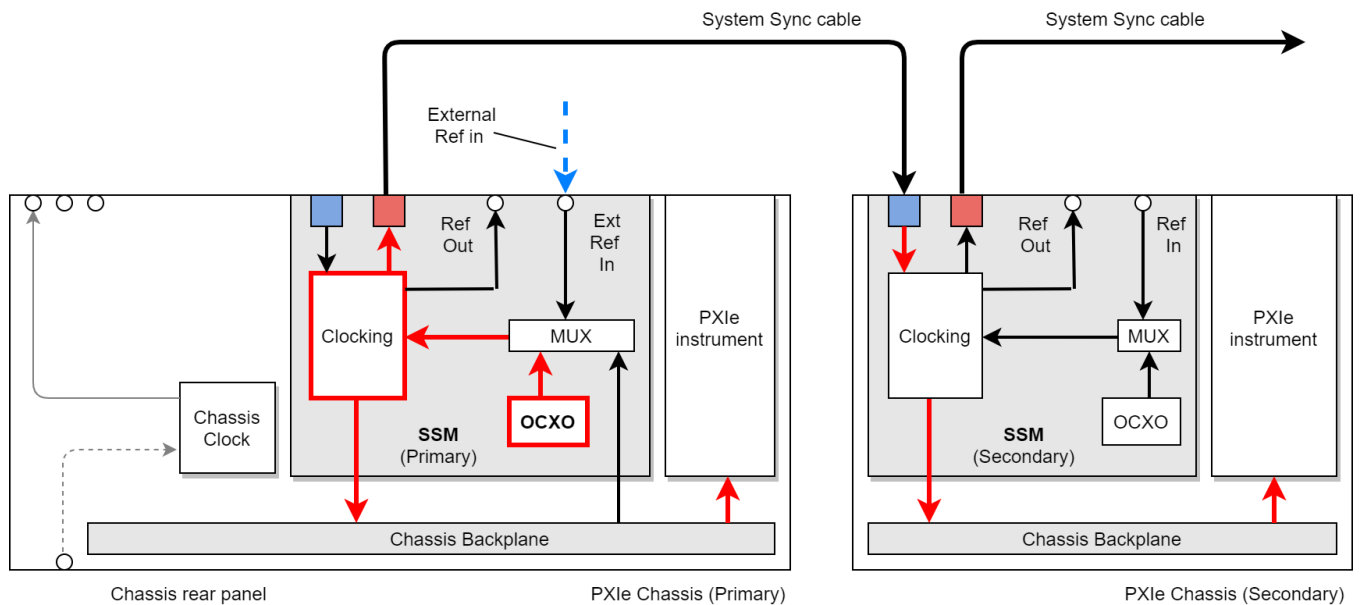 System Sync cable
System Sync cable
External
Ref in
Ref
Out
Ext
Ref
In
Clocking
MUX
OCXO
SSM
(Primary)
PXIe
instrument
Chassis
Clock
Chassis Backplane
Chassis rear panel
PXIe Chassis (Primary)
Ref
Out
Ref
In
Clocking
MUX
OCXO
SSM
(Secondary)
PXIe
instrument
Chassis Backplane
PXIe Chassis (Secondary)